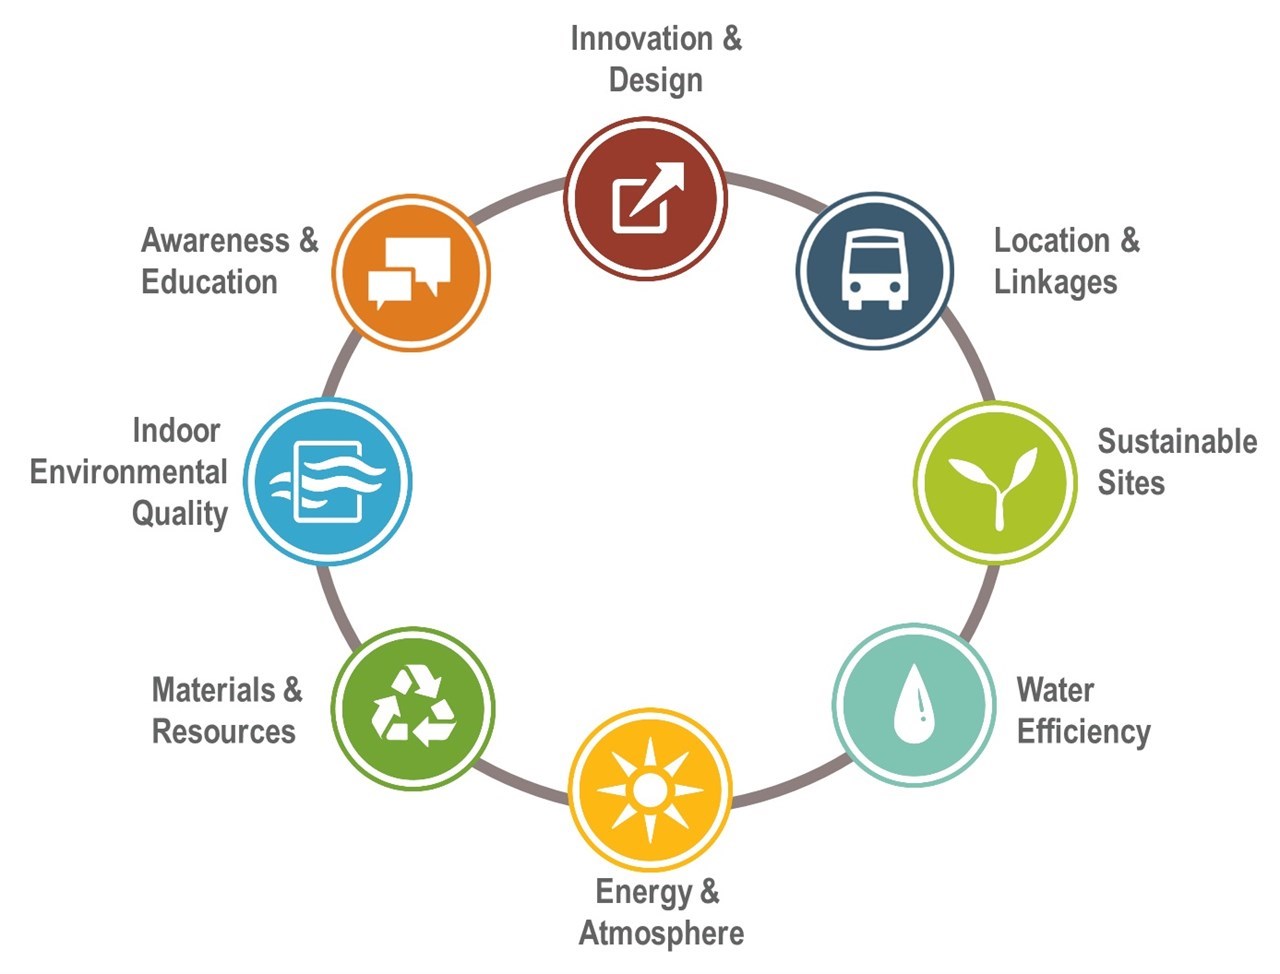 Innovation &
Design
Awareness &
Education
Location &
Linkages
Indoor
Environmental
Quality
Sustainable
Sites
Materials &
Resources
Water
Efficiency
Energy &
Atmosphere